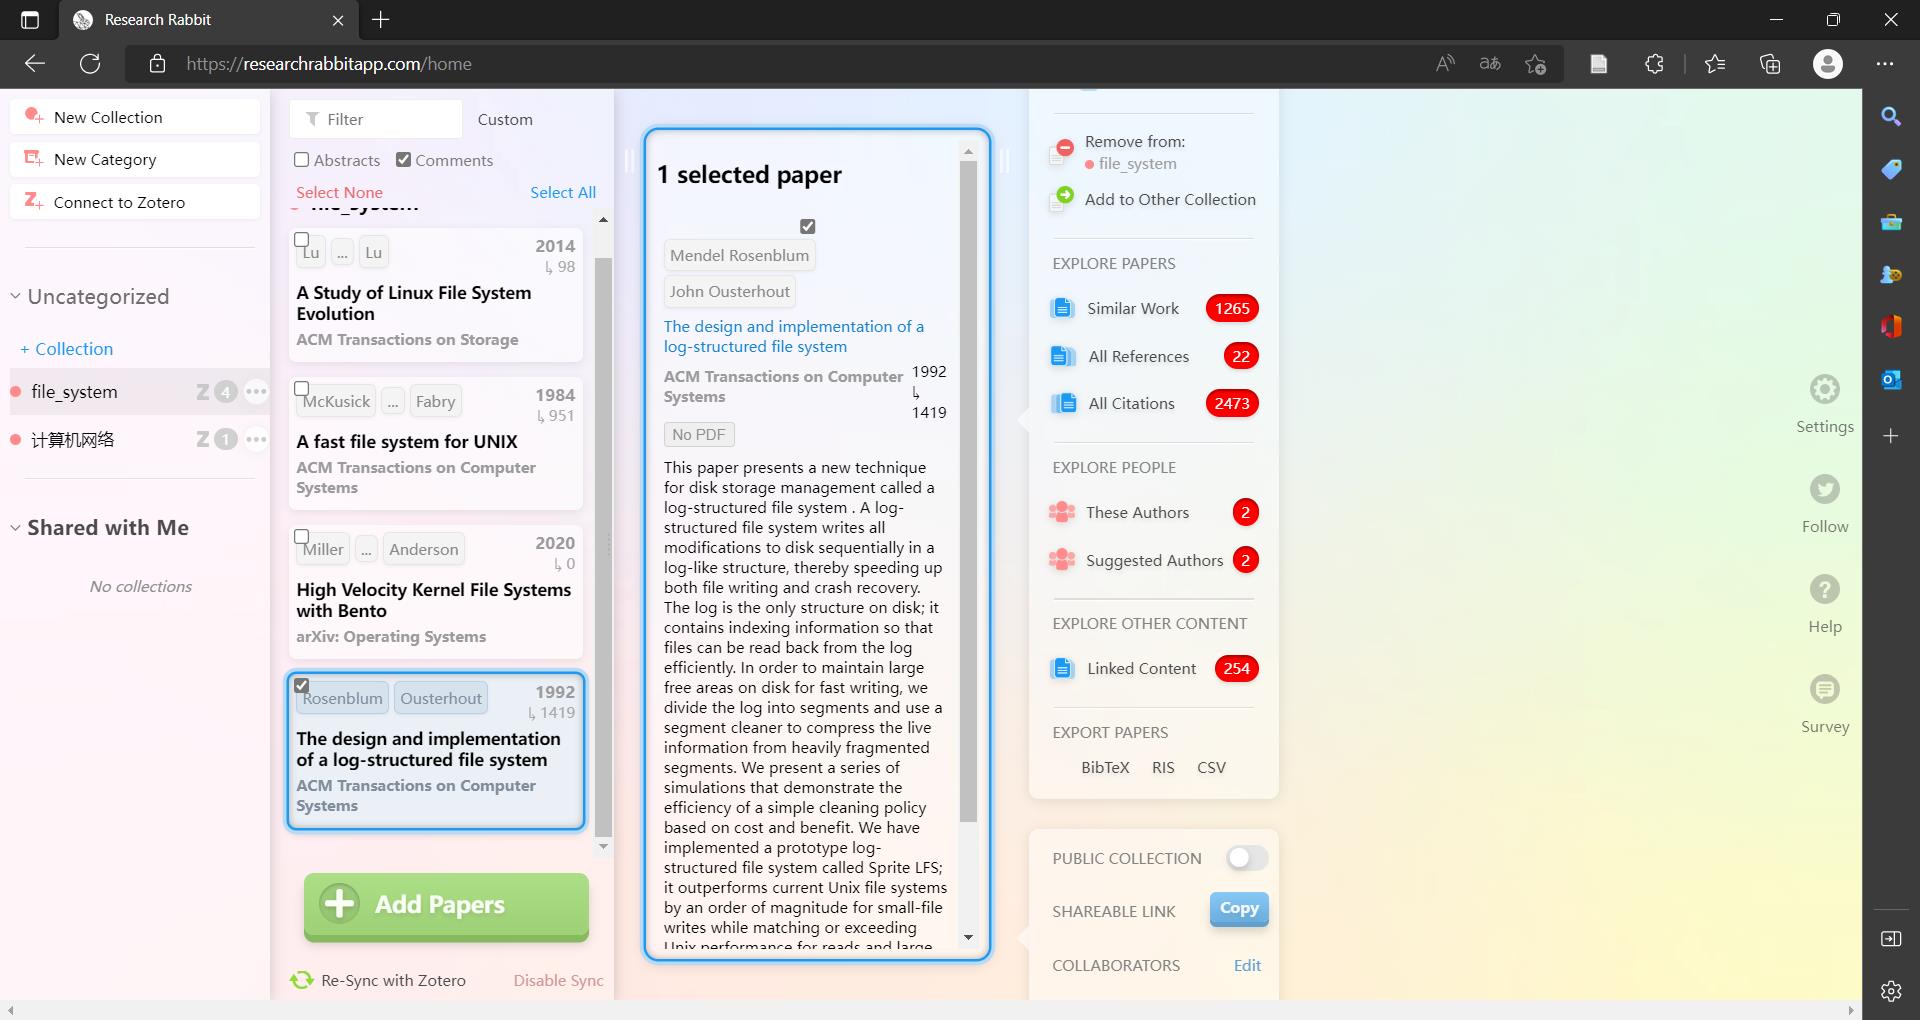 Research Rabbit
https://researchrabbitapp.com/home
New Collection
New Category
Connect to Zotero
Uncategorized
+ Collection
file_system
4
计算机网络
1
Shared with Me
No collections
Filter
Custom
Abstracts
Comments
Select None
Select All
file_system
Lu
...
Lu
2014
98
A Study of Linux File System
Evolution
ACM Transactions on Storage
McKusick
...
Fabry
1984
951
A fast file system for UNIX
ACM Transactions on Computer
Systems
Miller
...
Anderson
2020
0
High Velocity Kernel File Systems
with Bento
arXiv: Operating Systems
Rosenblum
Ousterhout
1992
1419
The design and implementation
of a log-structured file system
ACM Transactions on Computer
Systems
Add Papers
Re-Sync with Zotero
Disable Sync
1 selected paper
Mendel Rosenblum
John Ousterhout
The design and implementation of a
log-structured file system
ACM Transactions on Computer
Systems
1992
1419
No PDF
This paper presents a new technique
for disk storage management called a
log-structured file system . A log-
structured file system writes all
modifications to disk sequentially in a
log-like structure, thereby speeding up
both file writing and crash recovery.
The log is the only structure on disk; it
contains indexing information so that
files can be read back from the log
efficiently. In order to maintain large
free areas on disk for fast writing, we
divide the log into segments and use a
segment cleaner to compress the live
information from heavily fragmented
segments. We present a series of
simulations that demonstrate the
efficiency of a simple cleaning policy
based on cost and benefit. We have
implemented a prototype log-
structured file system called Sprite LFS;
it outperforms current Unix file systems
by an order of magnitude for small-file
writes while matching or exceeding
Unix performance for reads and large
Remove from:
file_system
Add to Other Collection
EXPLORE PAPERS
Similar Work
1265
All References
22
All Citations
2473
EXPLORE PEOPLE
These Authors
2
Suggested Authors
2
EXPLORE OTHER CONTENT
Linked Content
254
EXPORT PAPERS
BibTeX
RIS
CSV
PUBLIC COLLECTION
SHAREABLE LINK
Copy
COLLABORATORS
Edit
Settings
Follow
Help
Survey